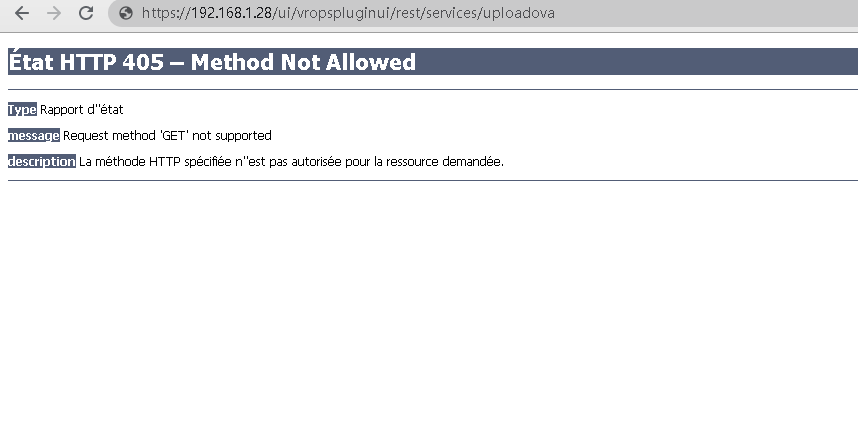 https://192.168.1.28/ui/vropspluginui/rest/services/uploadova
État HTTP 405 – Method Not Allowed
Type Rapport d''état
message Request method 'GET' not supported
description La méthode HTTP spécifiée n''est pas autorisée pour la ressource demandée.